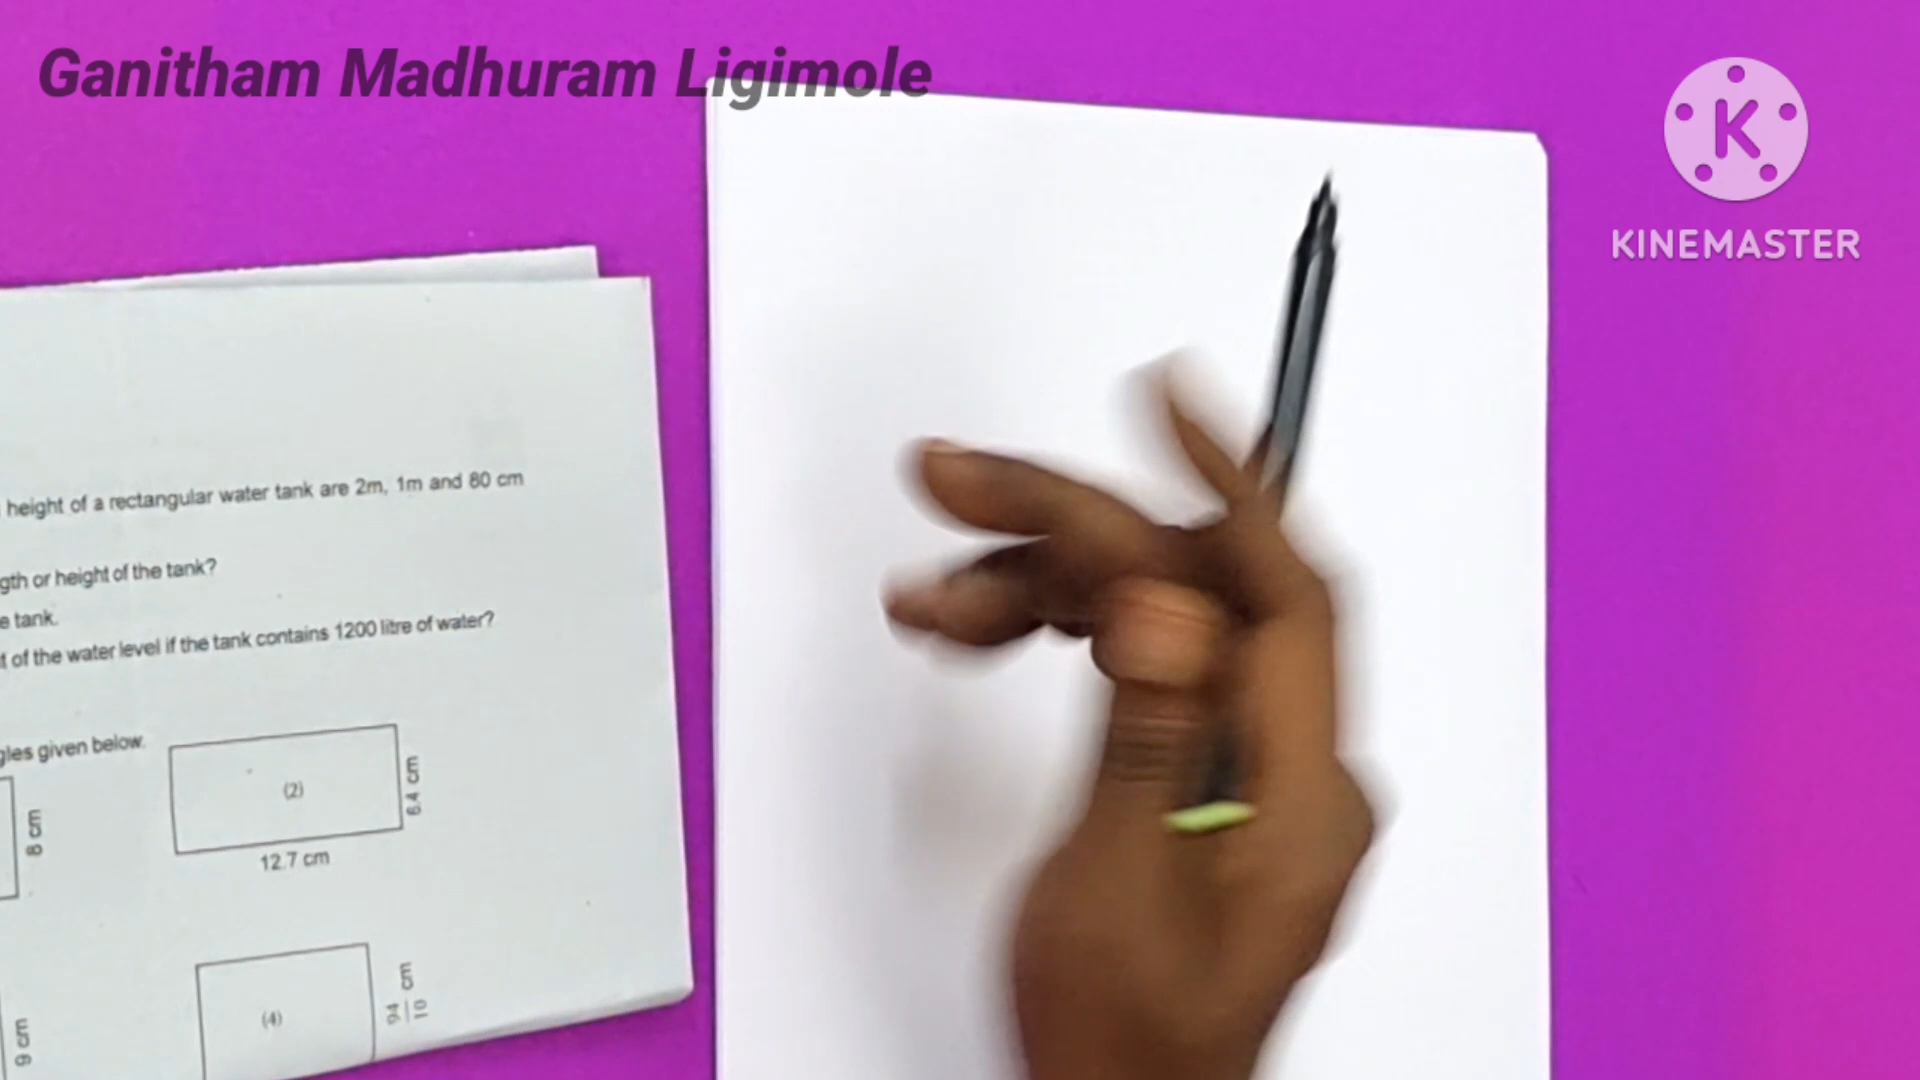 Ganitham Madhuram Ligimole
K
KINEMASTER
height of a rectangular water tank are 2m, 1m and 80 cm
gth or height of the tank?
e tank.
t of the water level if the tank contains 1200 litre of water?
gles given below.
8 cm
(2)
6.4 cm
12.7 cm
9 cm
(4)
94/10 cm